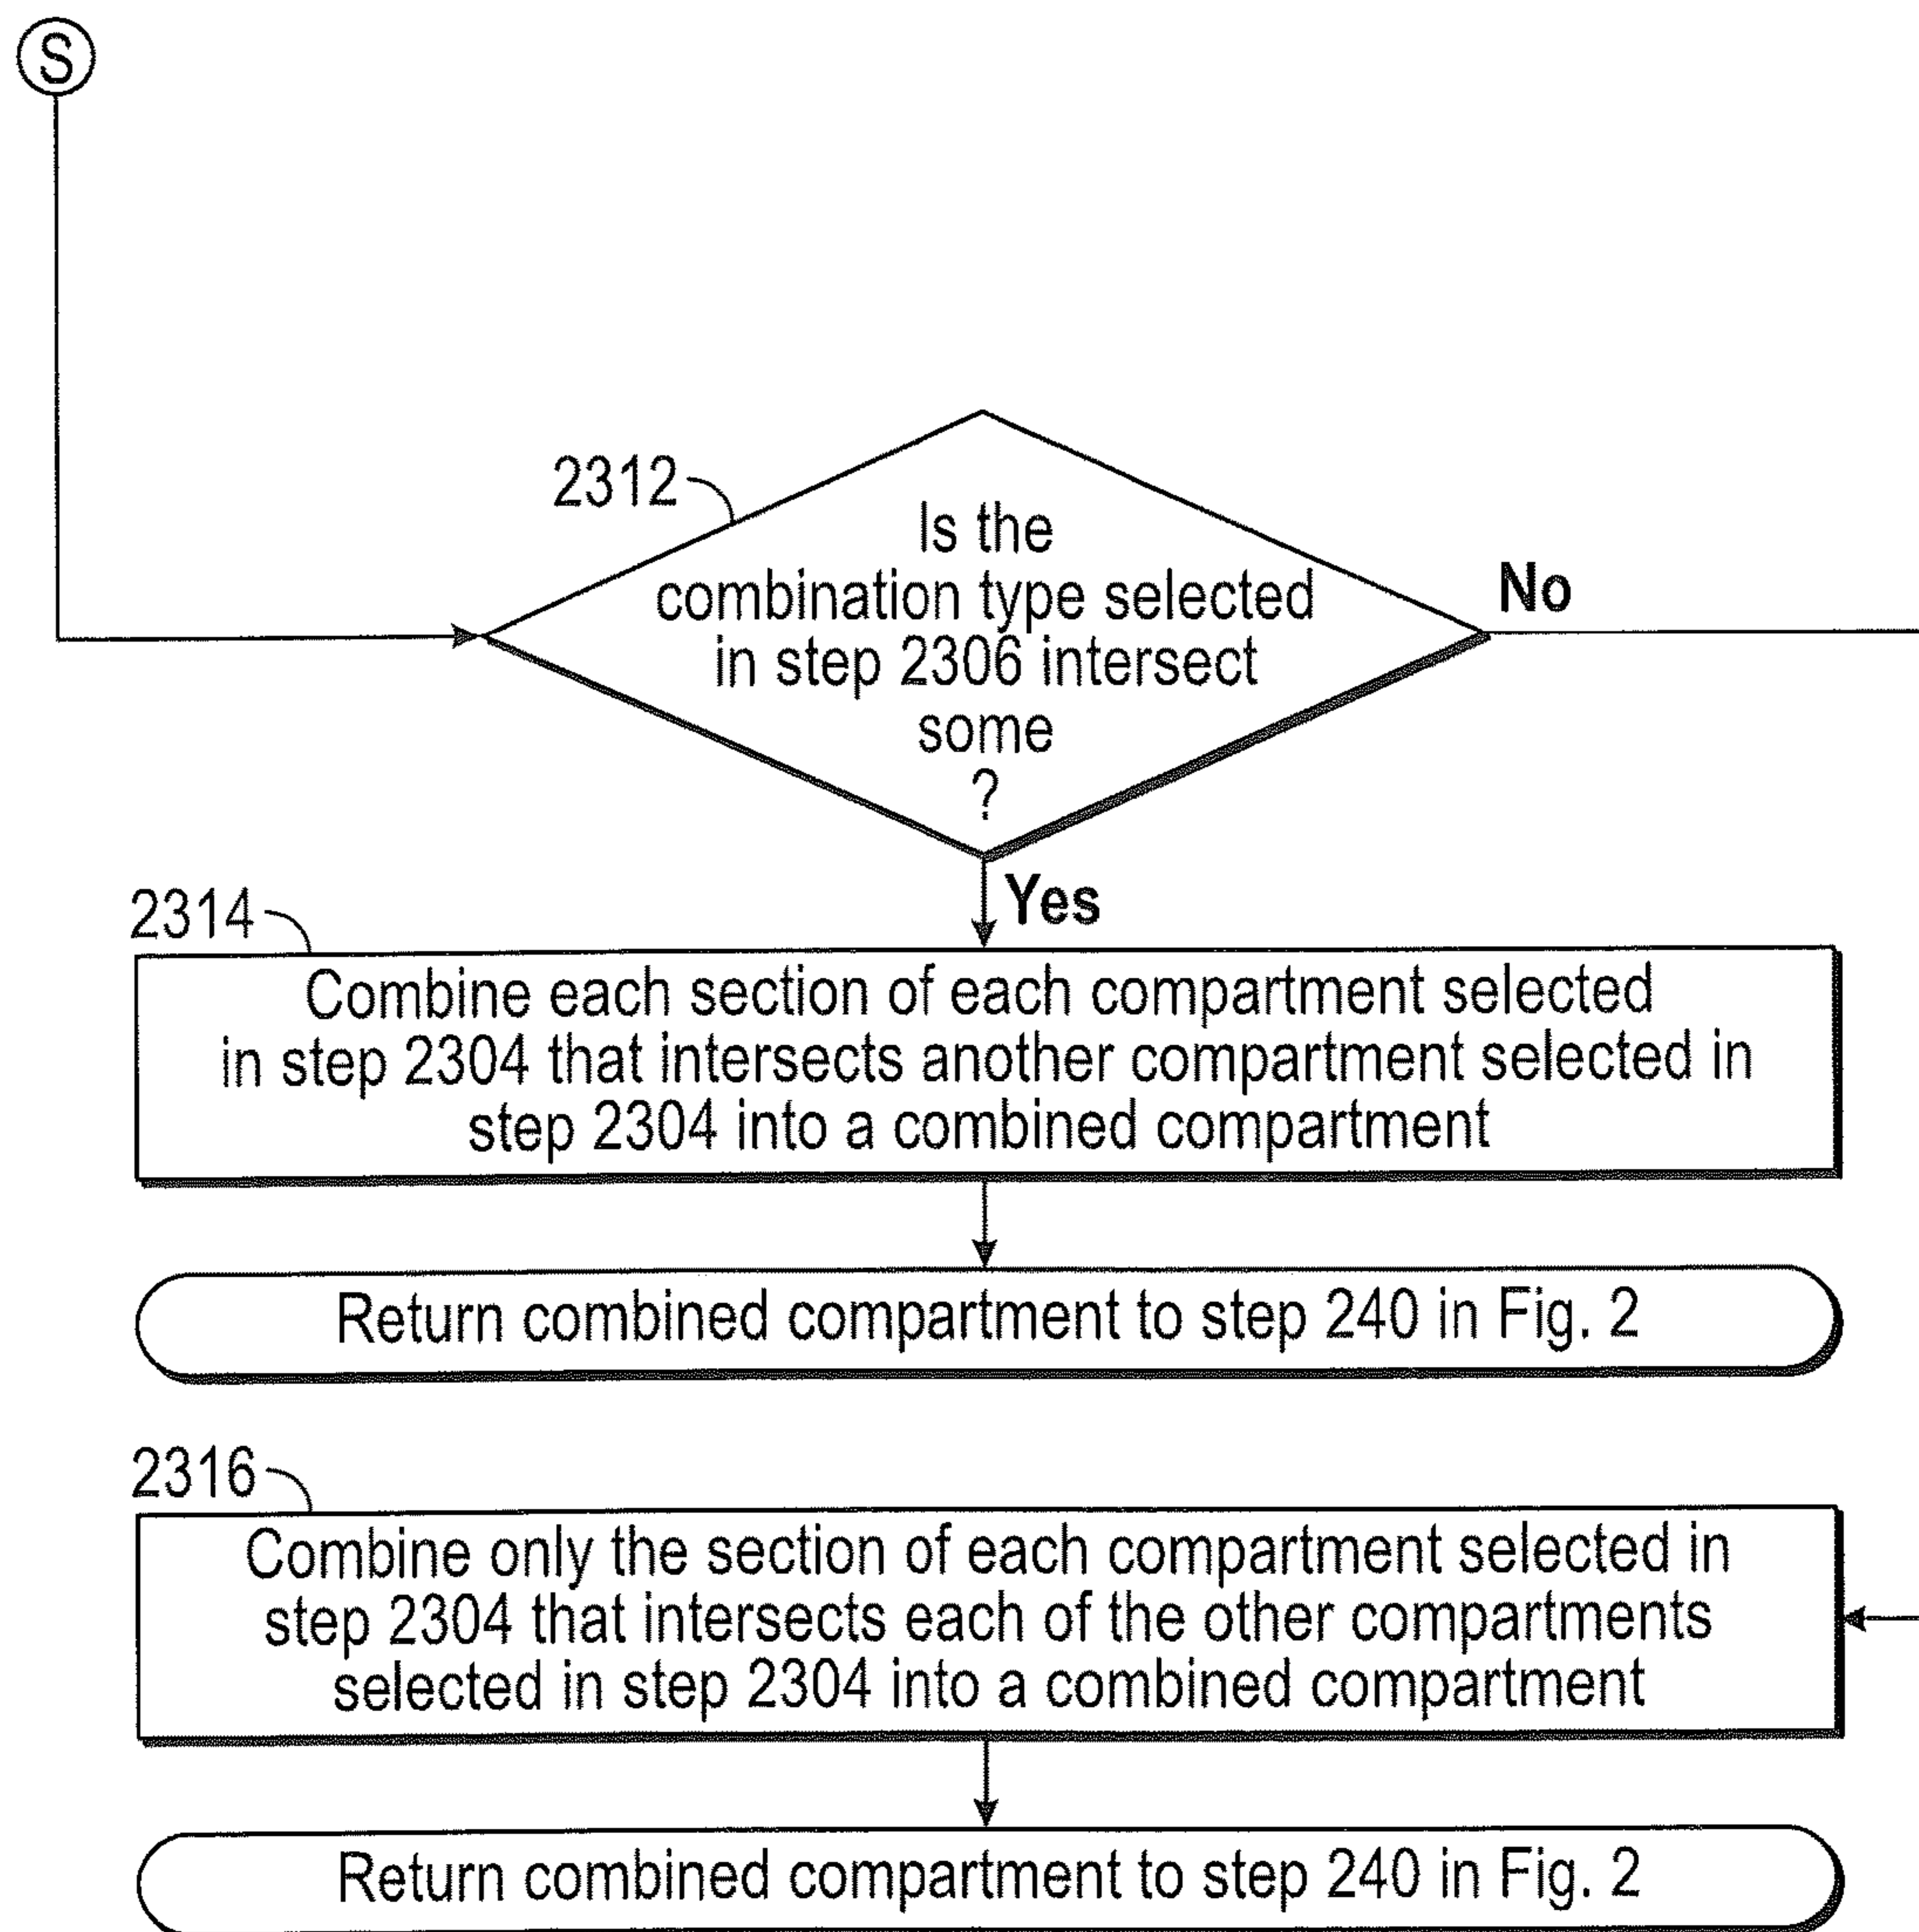 S
2312
Is the
combination type selected
in step 2306 intersect
some
?
No
Yes
2314
Combine each section of each compartment selected
in step 2304 that intersects another compartment selected in
step 2304 into a combined compartment
Return combined compartment to step 240 in Fig. 2
2316
Combine only the section of each compartment selected in
step 2304 that intersects each of the other compartments
selected in step 2304 into a combined compartment
Return combined compartment to step 240 in Fig. 2